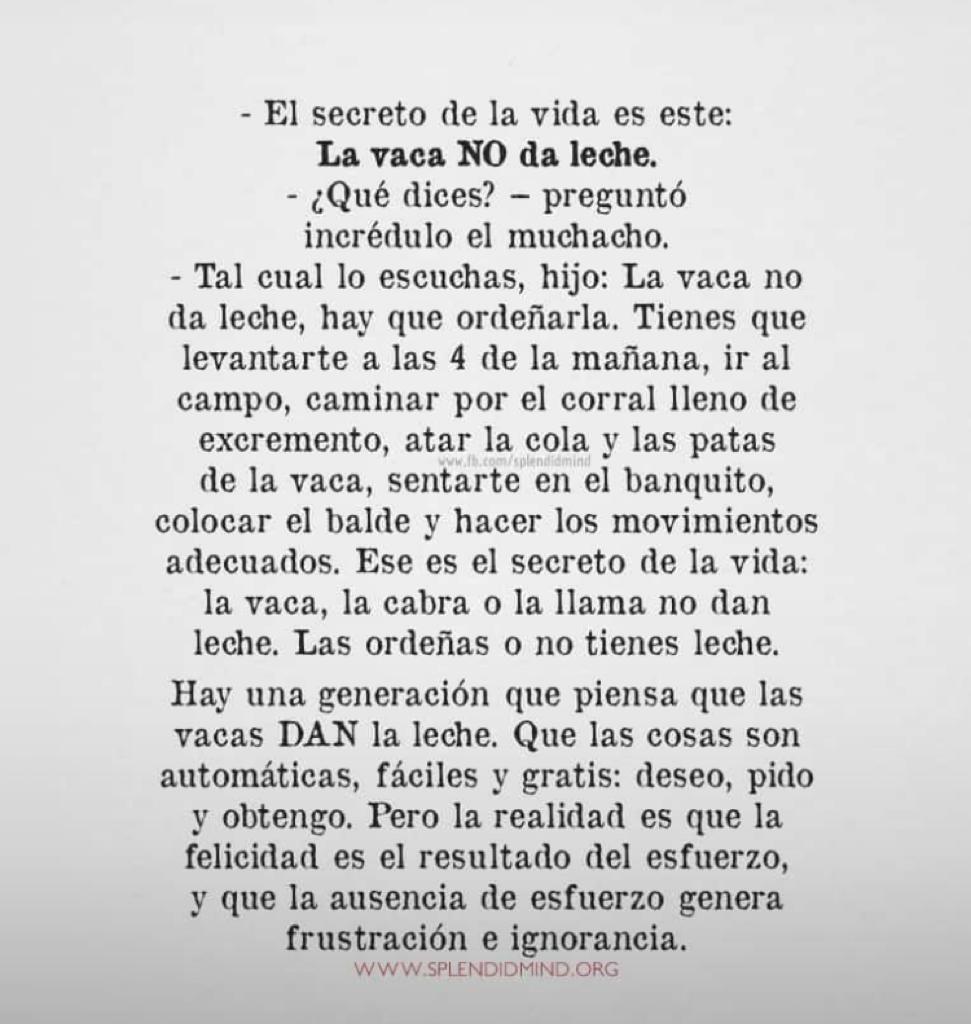 - El secreto de la vida es este:
La vaca NO da leche.
- ¿Qué dices? – preguntó
incrédulo el muchacho.
- Tal cual lo escuchas, hijo: La vaca no
da leche, hay que ordeñarla. Tienes que
levantarte a las 4 de la mañana, ir al
campo, caminar por el corral lleno de
excremento, atar la cola y las patas
www.fb.com/splendidmind
de la vaca, sentarte en el banquito,
colocar el balde y hacer los movimientos
adecuados. Ese es el secreto de la vida:
la vaca, la cabra o la llama no dan
leche. Las ordeñas o no tienes leche.
Hay una generación que piensa que las
vacas DAN la leche. Que las cosas son
automáticas, fáciles y gratis: deseo, pido
y obtengo. Pero la realidad es que la
felicidad es el resultado del esfuerzo,
y que la ausencia de esfuerzo genera
frustración e ignorancia.
WWW.SPLENDIDMIND.ORG